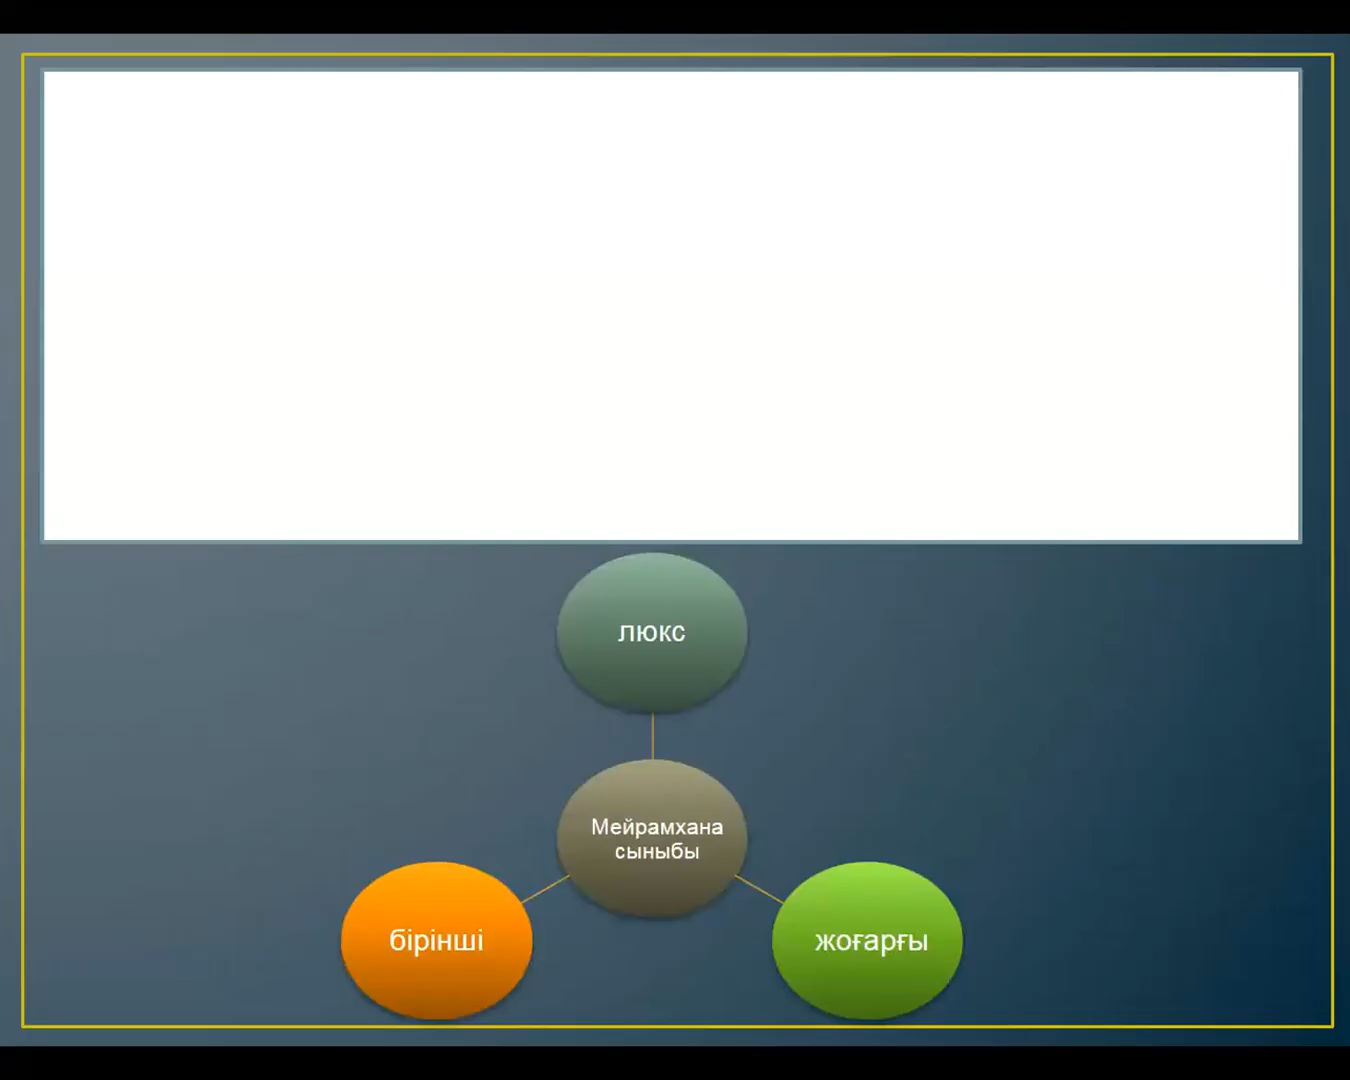 люкс
Мейрамхана
сыныбы
бірінші
жоғарғы